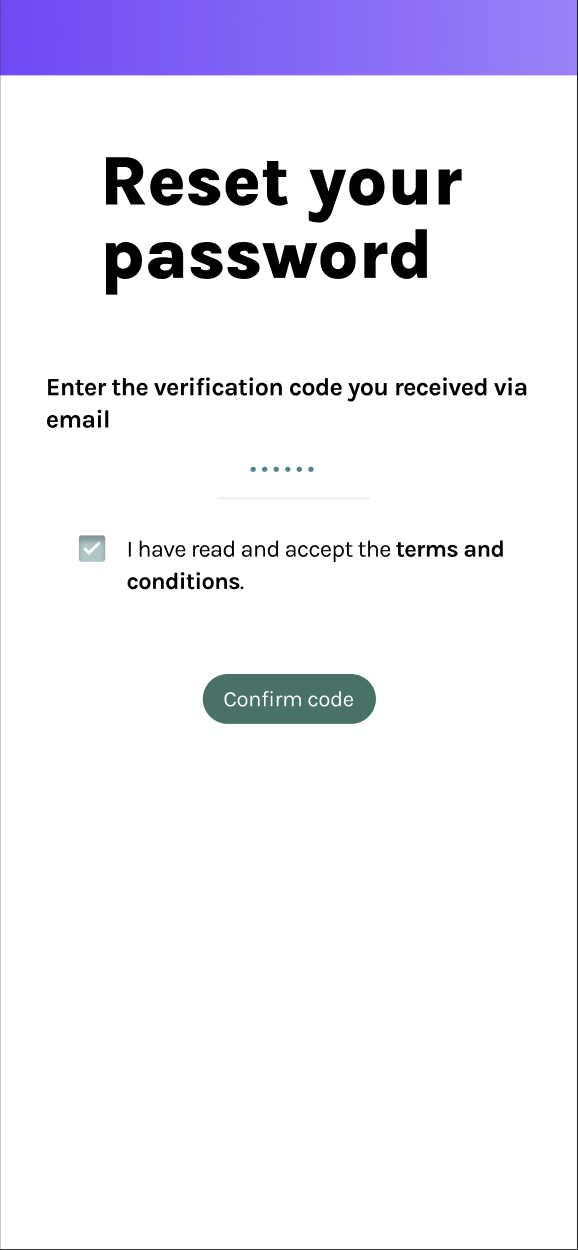 Reset your
password
Enter the verification code you received via
email
••••••
I have read and accept the terms and
conditions.
Confirm code